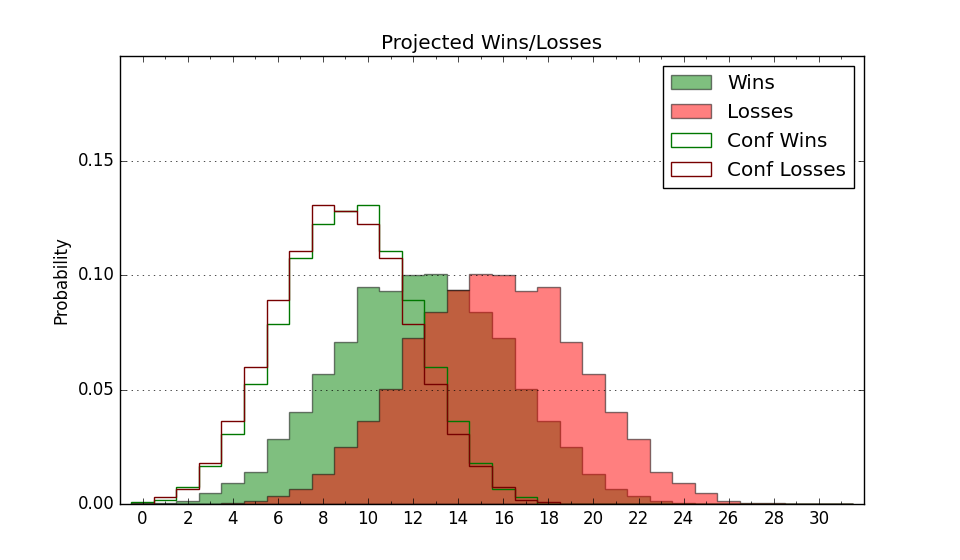 Projected Wins/Losses
Wins
Losses
Conf Wins
Conf Losses
Probability
0.15
0.10
0.05
0.00
0 2 4 6 8 10 12 14 16 18 20 22 24 26 28 30